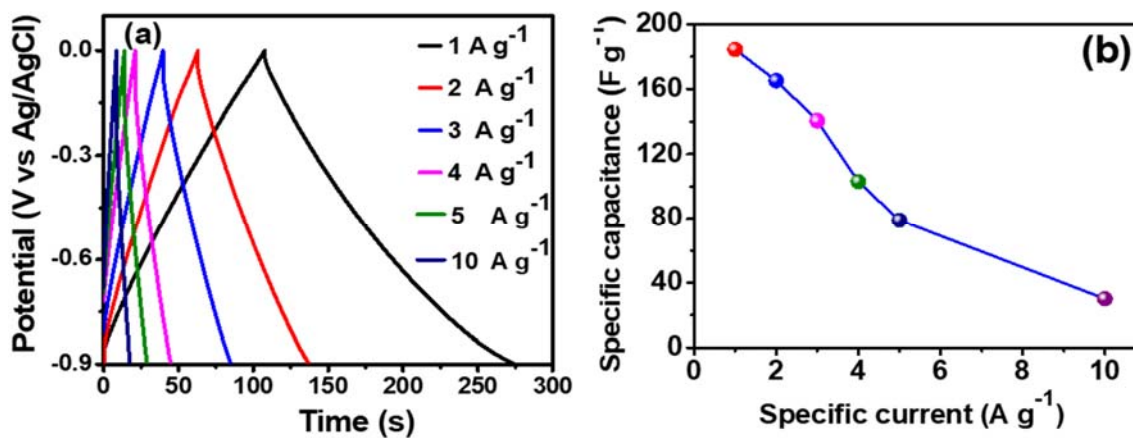 (a)
0.0
-0.3
-0.6
-0.9
Potential (V vs Ag/AgCl)
1 A g⁻¹
2 A g⁻¹
3 A g⁻¹
4 A g⁻¹
5 A g⁻¹
10 A g⁻¹
0 50 100 150 200 250 300
Time (s)
(b)
200
160
120
80
40
0
Specific capacitance (F g⁻¹)
0 2 4 6 8 10
Specific current (A g⁻¹)